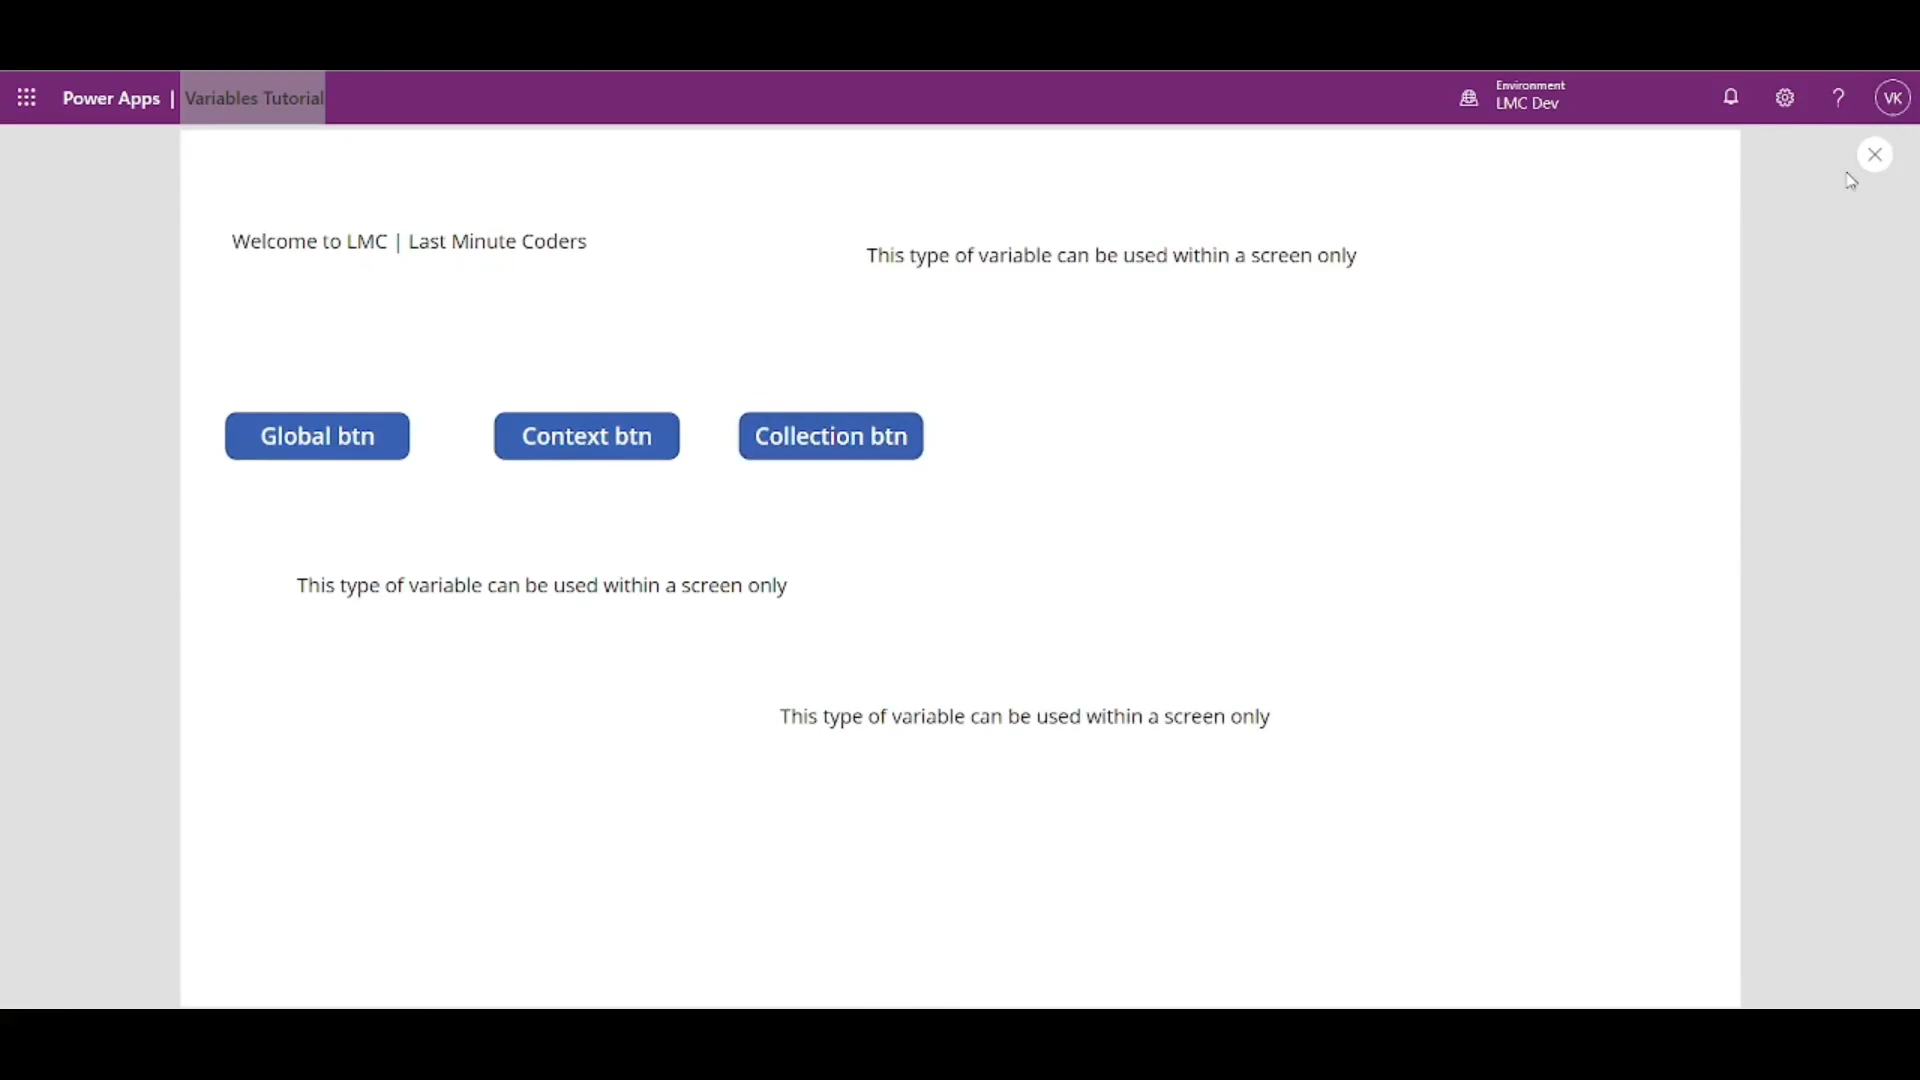 Power Apps | Variables Tutorial
Environment
LMC Dev
?
VK
Welcome to LMC | Last Minute Coders
This type of variable can be used within a screen only
Global btn
Context btn
Collection btn
This type of variable can be used within a screen only
This type of variable can be used within a screen only